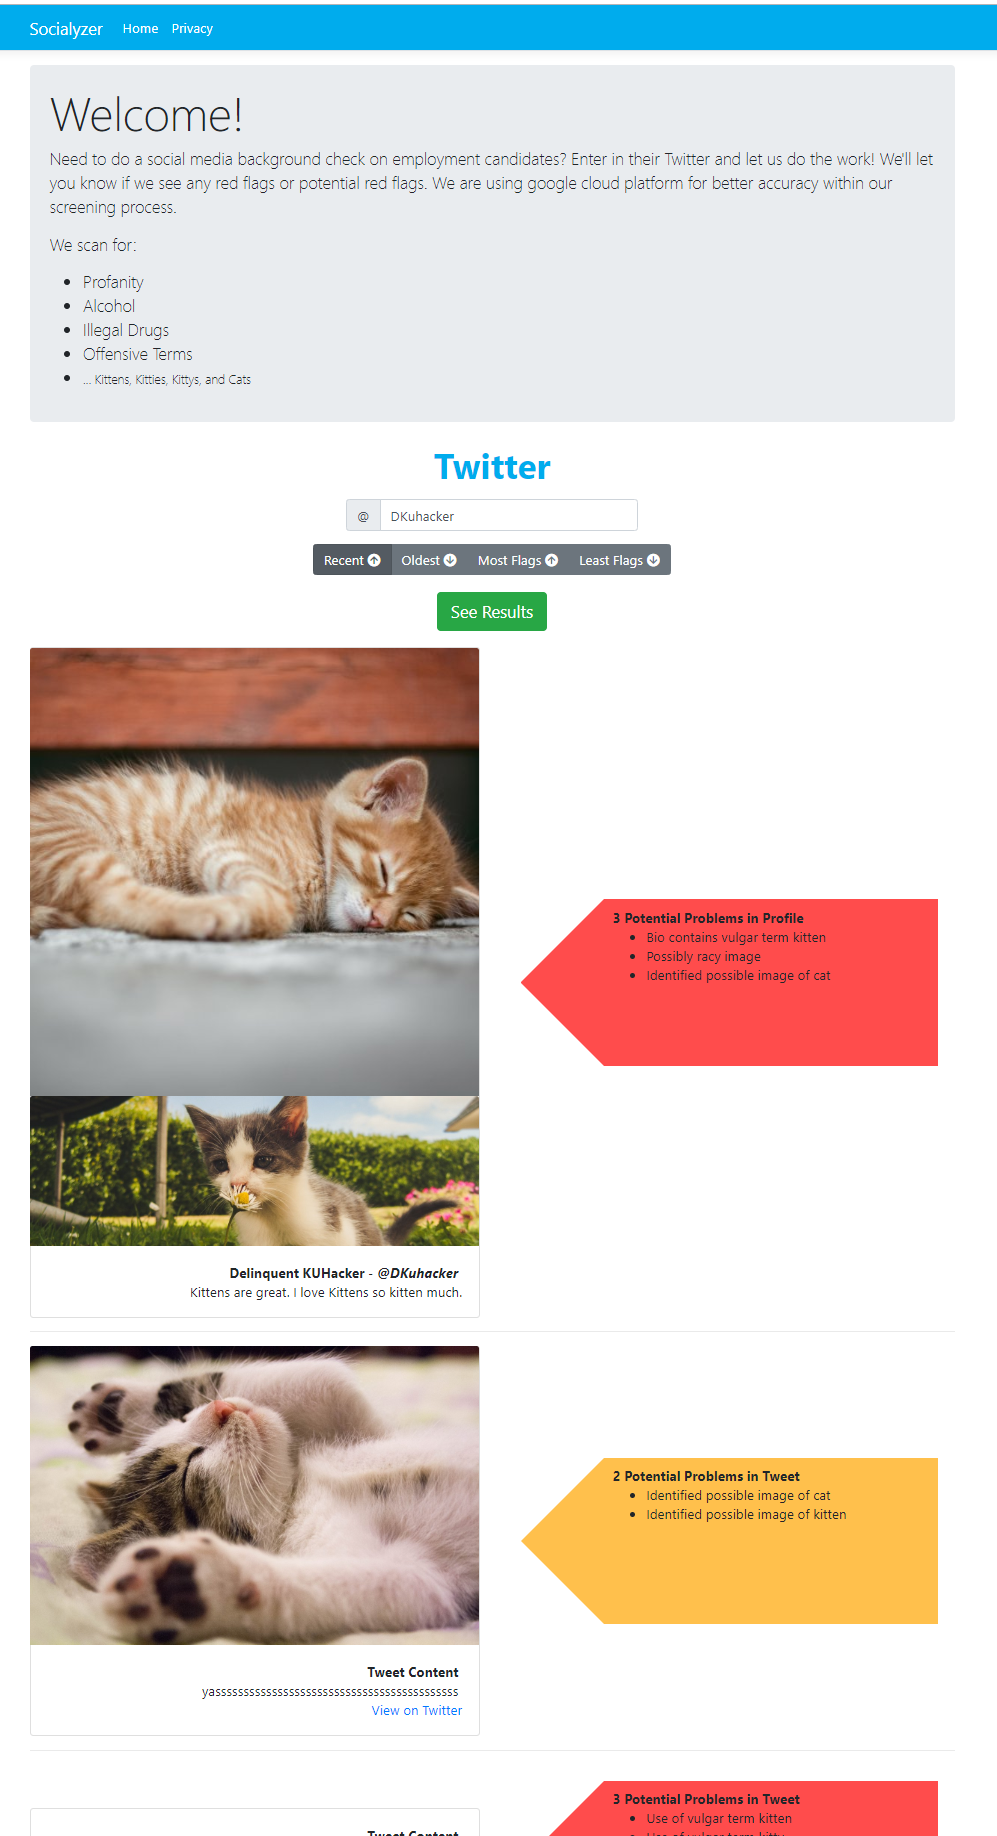 Socialyzer Home Privacy
Welcome!
Need to do a social media background check on employment candidates? Enter in their Twitter and let us do the work! We'll let
you know if we see any red flags or potential red flags. We are using google cloud platform for better accuracy within our
screening process.
We scan for:
Profanity
Alcohol
Illegal Drugs
Offensive Terms
... Kittens, Kitties, Kittys, and Cats
Twitter
@ DKuhacker
Recent Oldest Most Flags Least Flags
See Results
3 Potential Problems in Profile
Bio contains vulgar term kitten
Possibly racy image
Identified possible image of cat
Delinquent KUHacker - @DKuhacker
Kittens are great. I love Kittens so kitten much.
2 Potential Problems in Tweet
Identified possible image of cat
Identified possible image of kitten
Tweet Content
yassssssssssssssssssssssssssssssssssssssssssss
View on Twitter
3 Potential Problems in Tweet
Use of vulgar term kitten
Use of vulgar term kitty
Tweet Content